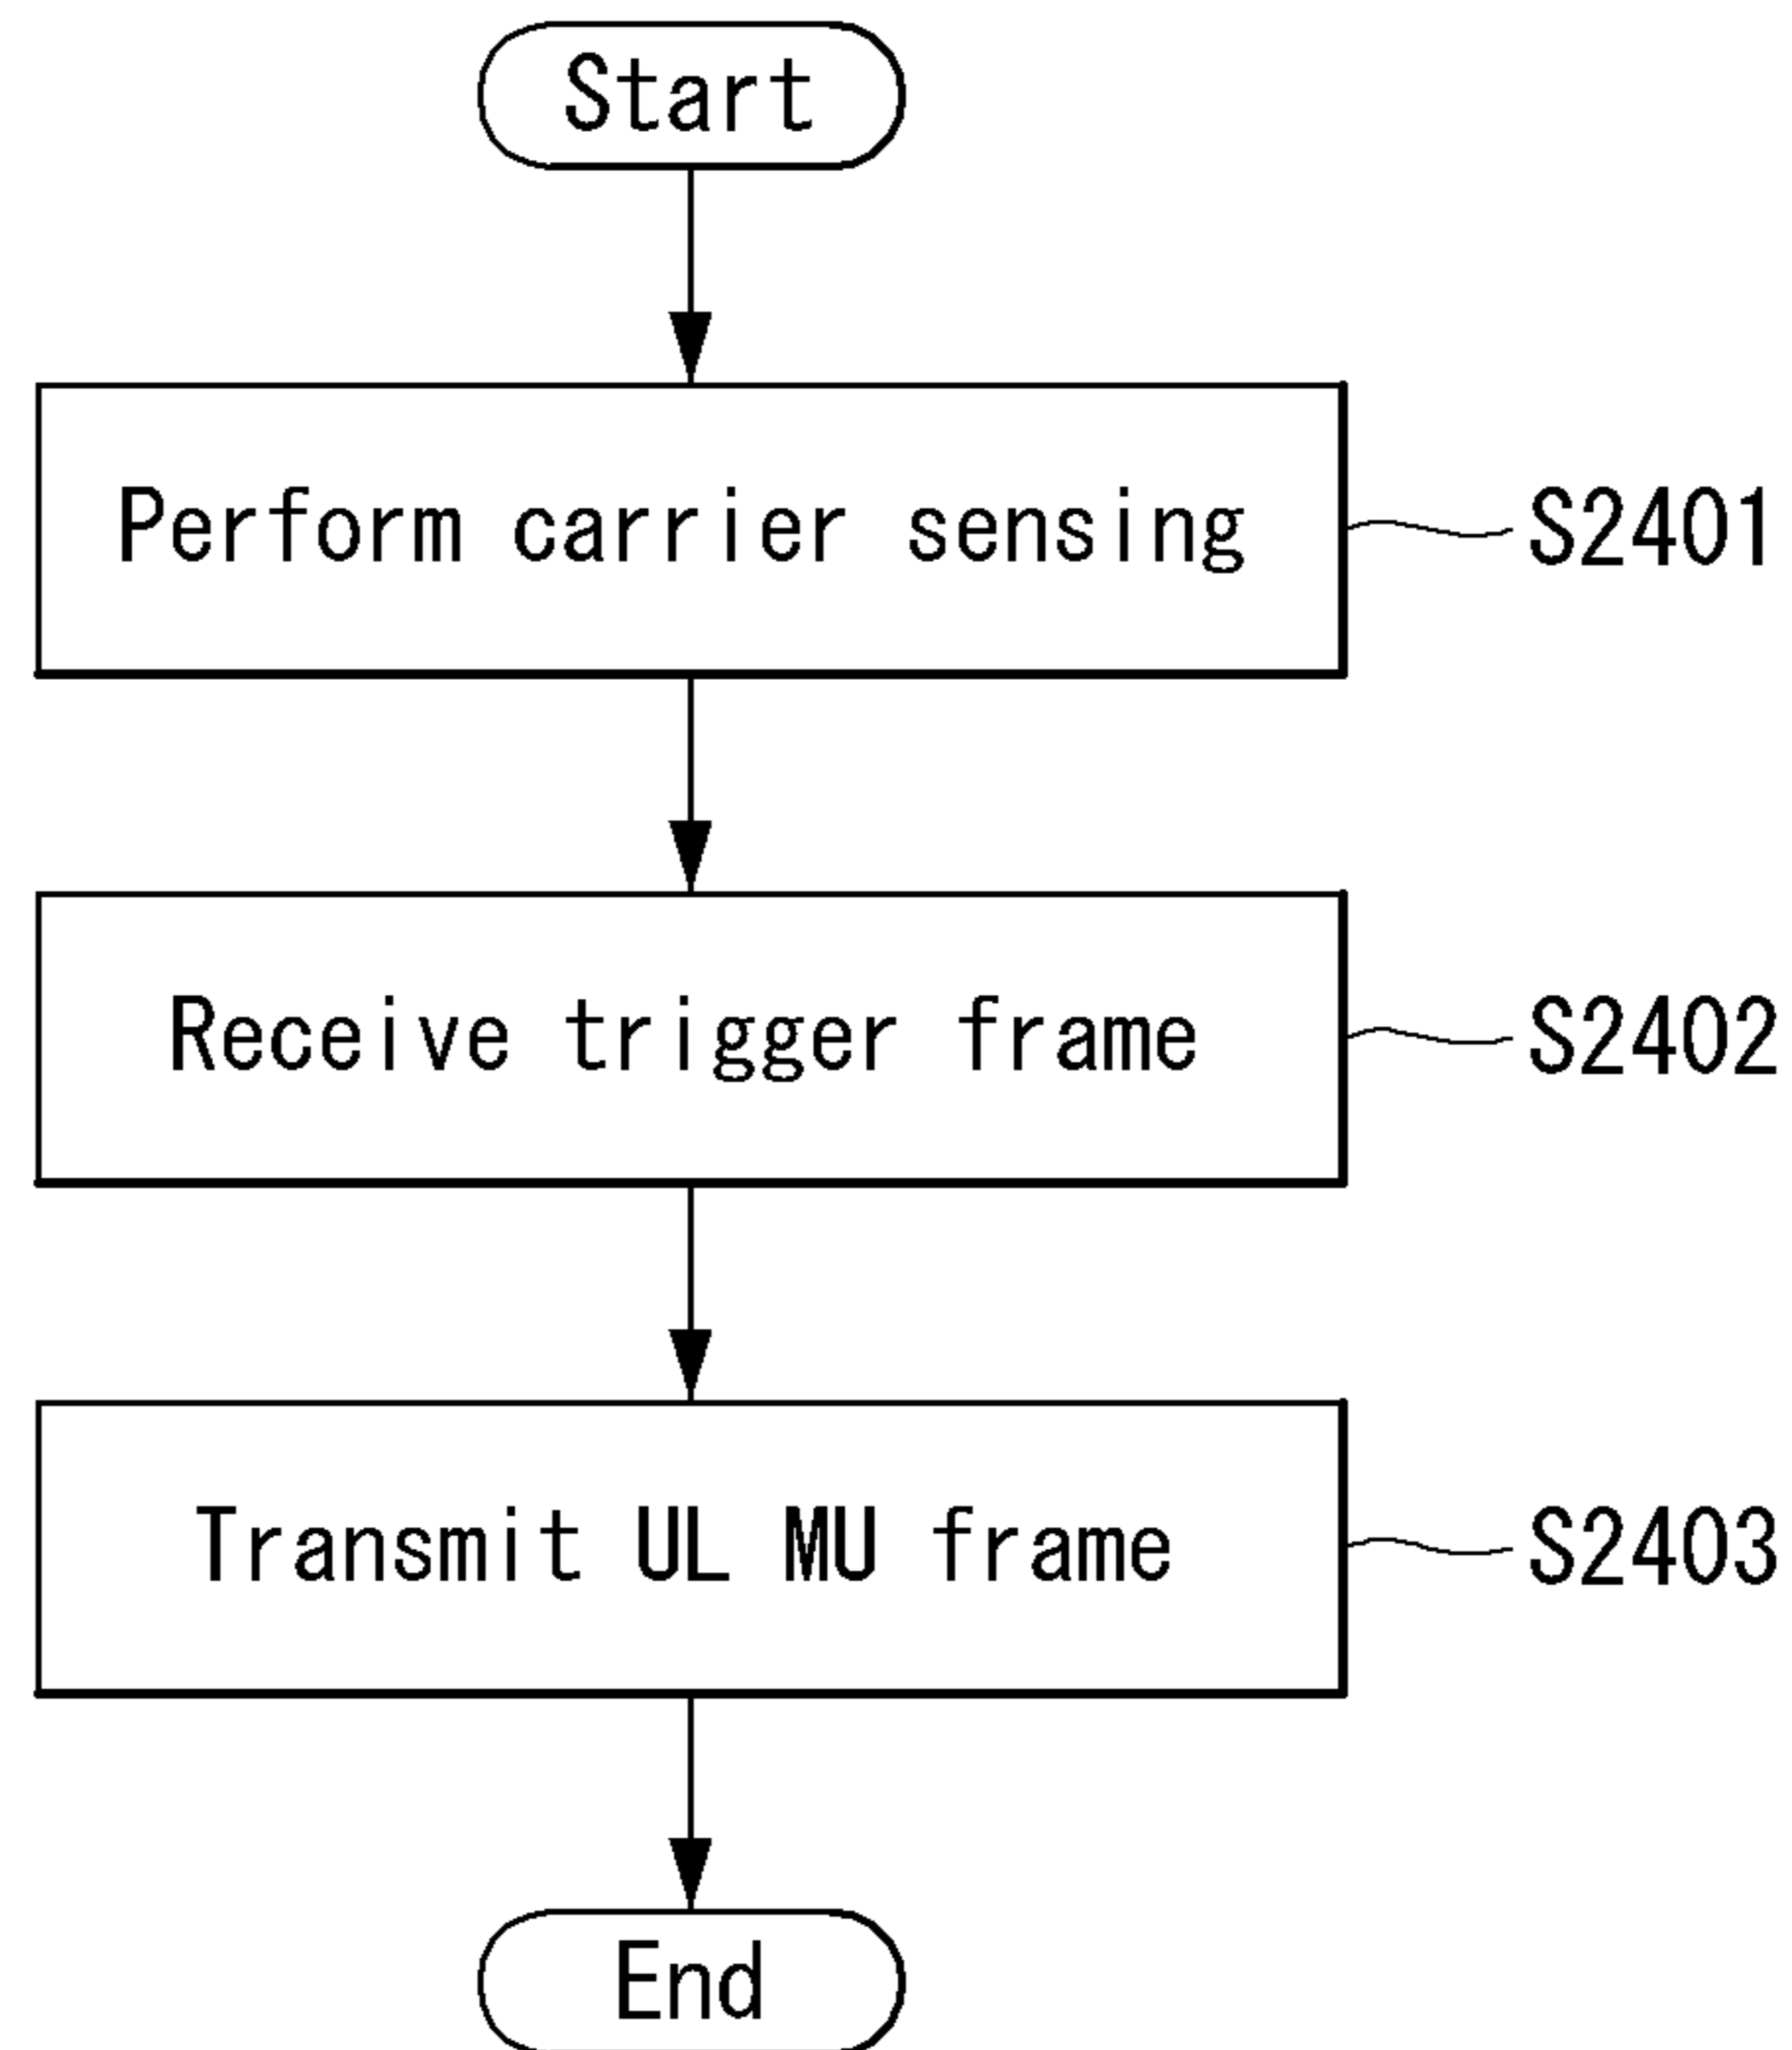 Start
Perform carrier sensing
S2401
Receive trigger frame
S2402
Transmit UL MU frame
S2403
End